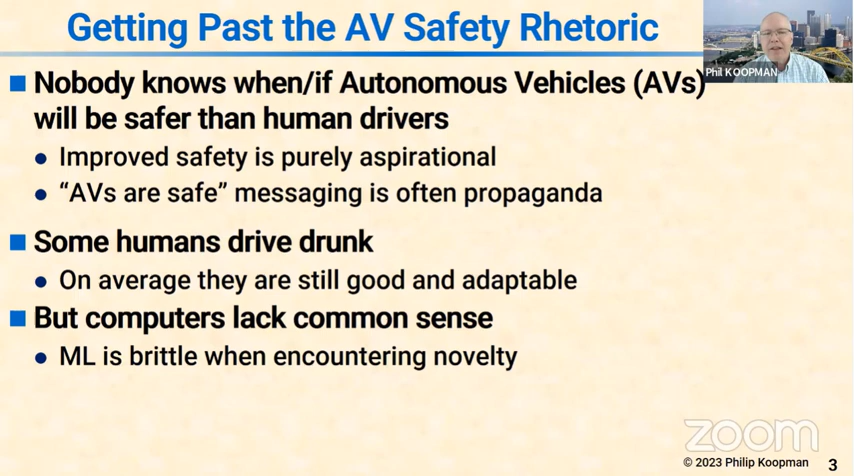 Getting Past the AV Safety Rhetoric
Phil KOOPMAN
Nobody knows when/if Autonomous Vehicles (AVs)
will be safer than human drivers
Improved safety is purely aspirational
“AVs are safe” messaging is often propaganda
Some humans drive drunk
On average they are still good and adaptable
But computers lack common sense
ML is brittle when encountering novelty
zoom
© 2023 Philip Koopman 3